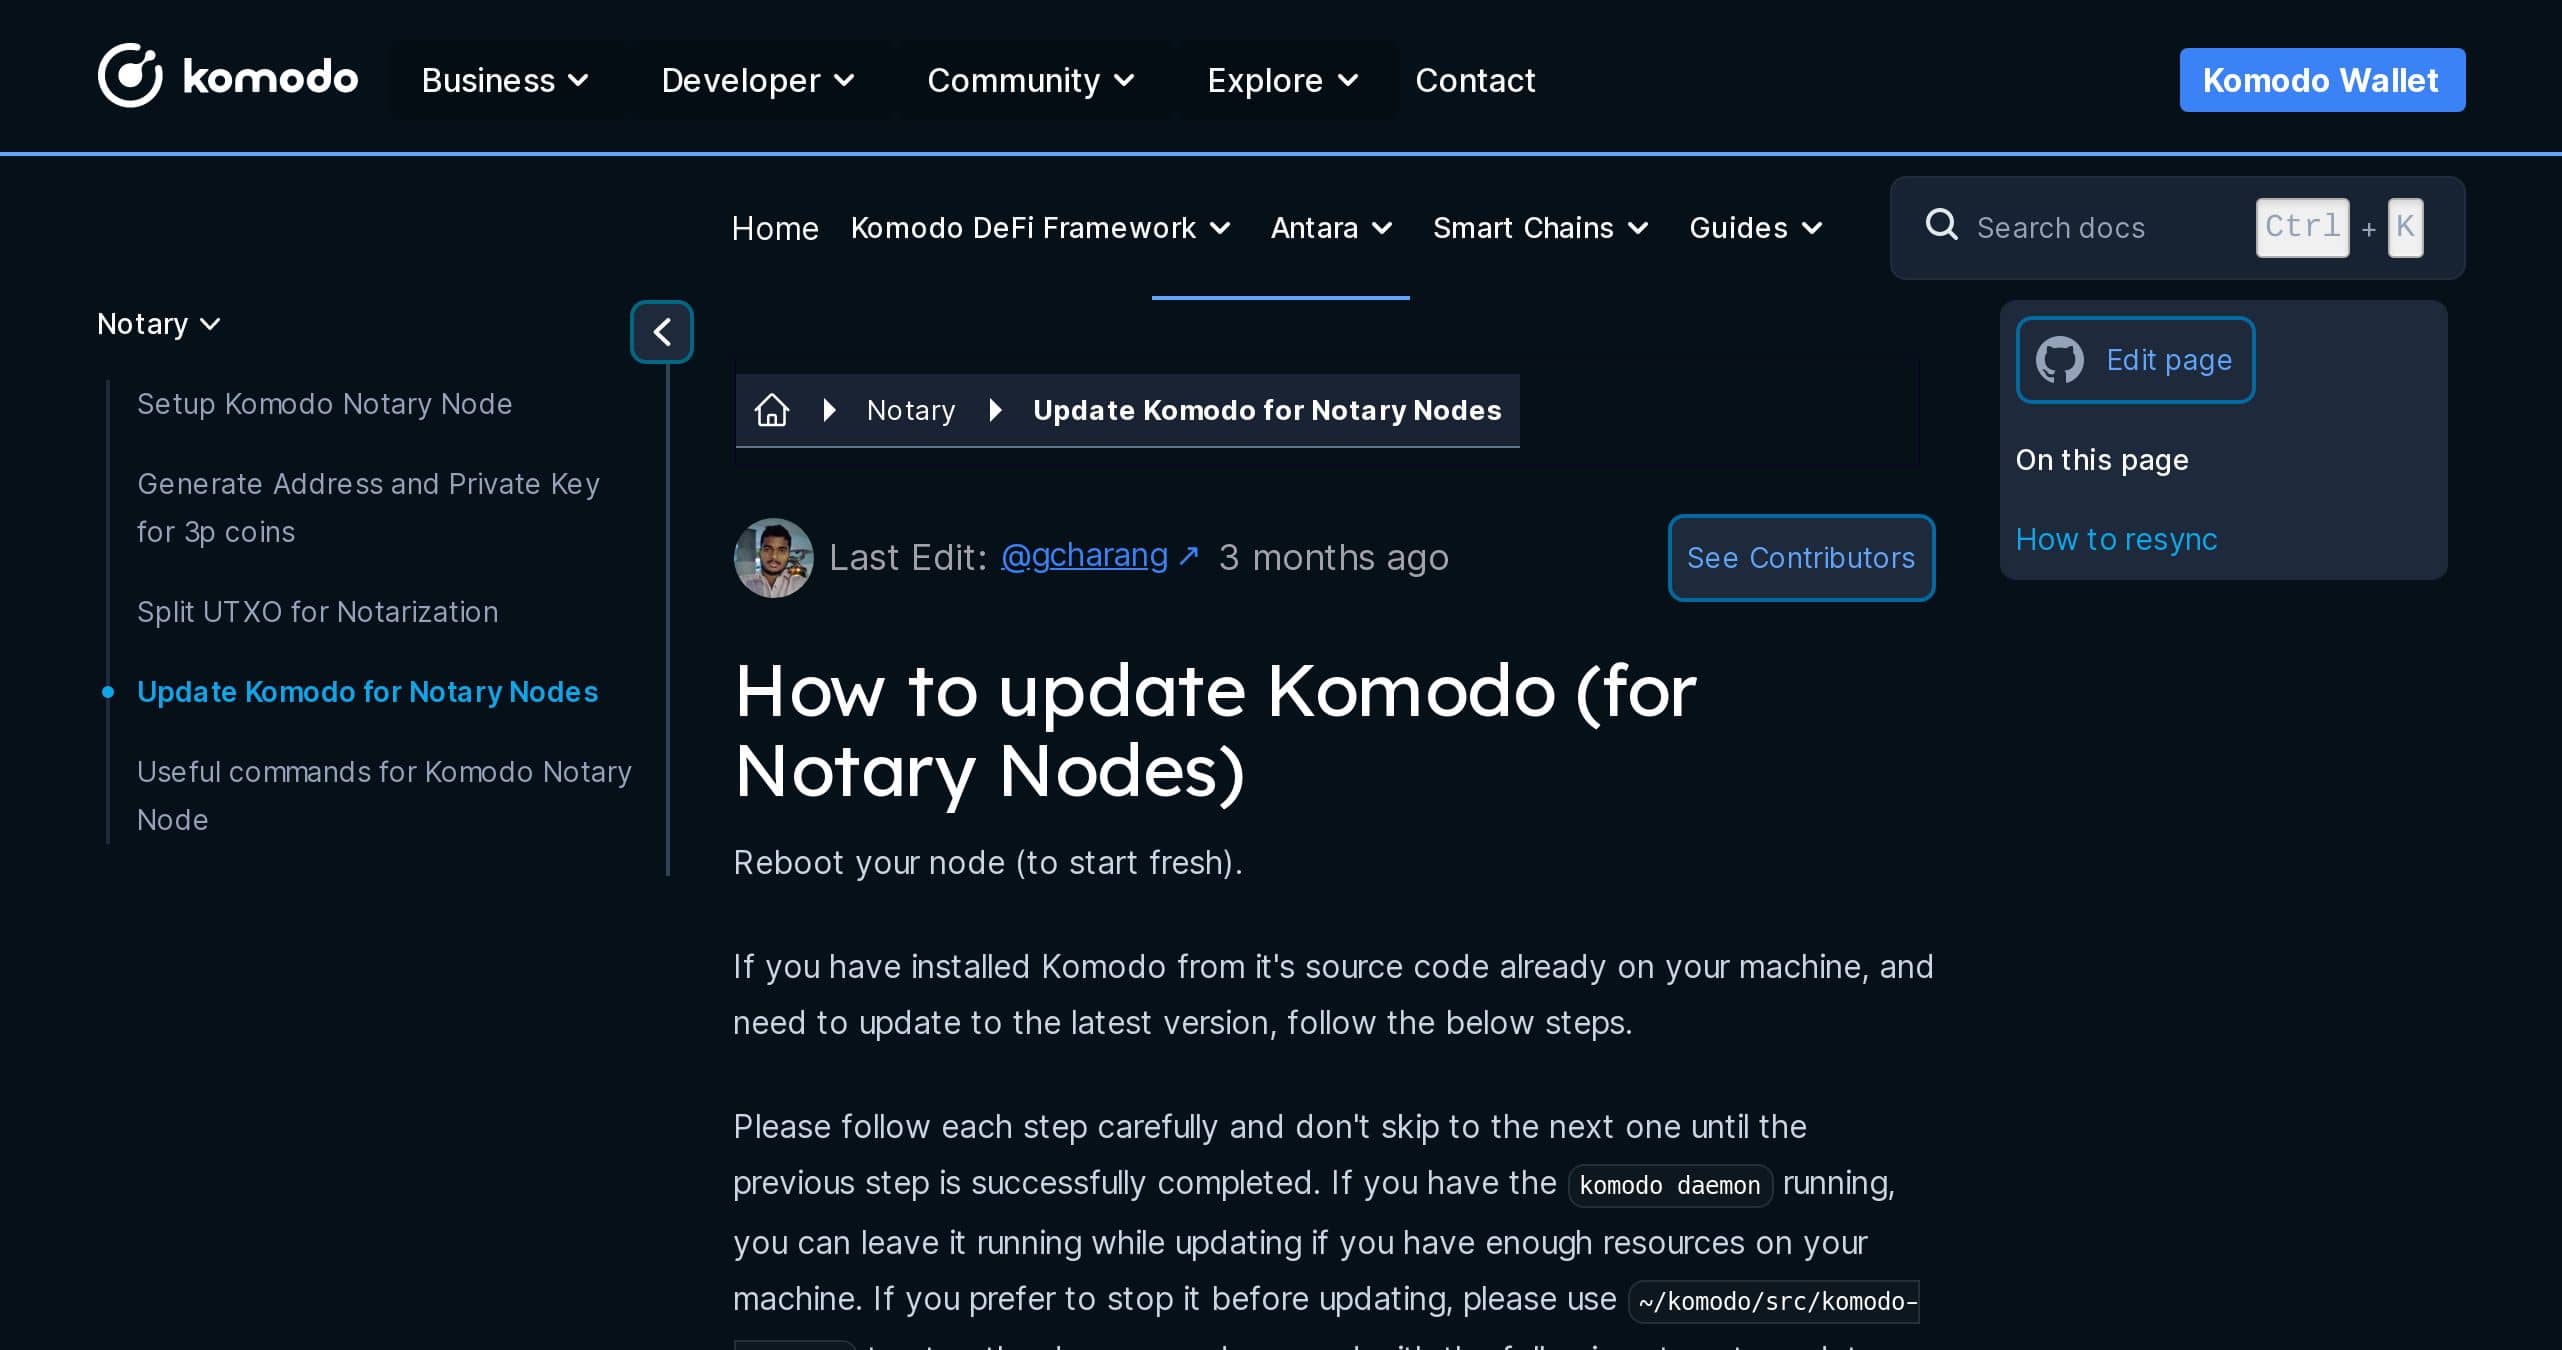 komodo Business Developer Community Explore Contact Komodo Wallet
Home Komodo DeFi Framework Antara Smart Chains Guides Search docs Ctrl + K
Notary
Setup Komodo Notary Node
Generate Address and Private Key
for 3p coins
Split UTXO for Notarization
Update Komodo for Notary Nodes
Useful commands for Komodo Notary
Node
Notary Update Komodo for Notary Nodes
Last Edit: @gcharang ↗ 3 months ago See Contributors
How to update Komodo (for
Notary Nodes)
Reboot your node (to start fresh).
If you have installed Komodo from it's source code already on your machine, and
need to update to the latest version, follow the below steps.
Please follow each step carefully and don't skip to the next one until the
previous step is successfully completed. If you have the komodo daemon running,
you can leave it running while updating if you have enough resources on your
machine. If you prefer to stop it before updating, please use ~/komodo/src/komodo-
Edit page
On this page
How to resync